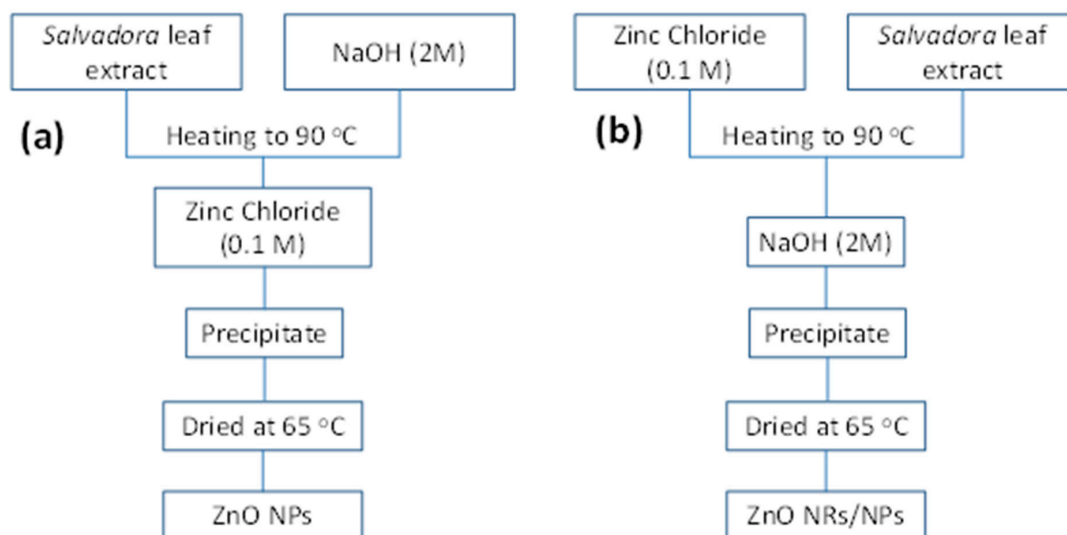 (a)
Salvadora leaf
extract
NaOH (2M)
Heating to 90 °C
Zinc Chloride
(0.1 M)
Precipitate
Dried at 65 °C
ZnO NPs
(b)
Zinc Chloride
(0.1 M)
Salvadora leaf
extract
Heating to 90 °C
NaOH (2M)
Precipitate
Dried at 65 °C
ZnO NRs/NPs